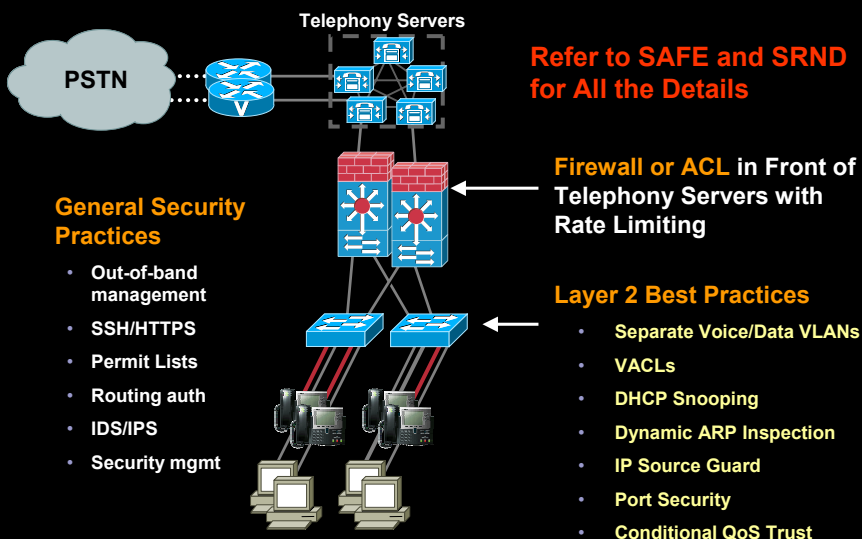 Telephony Servers
PSTN
V
Refer to SAFE and SRND
for All the Details
Firewall or ACL in Front of
Telephony Servers with
Rate Limiting
General Security
Practices
• Out-of-band
management
• SSH/HTTPS
• Permit Lists
• Routing auth
• IDS/IPS
• Security mgmt
Layer 2 Best Practices
• Separate Voice/Data VLANs
• VACLs
• DHCP Snooping
• Dynamic ARP Inspection
• IP Source Guard
• Port Security
• Conditional QoS Trust